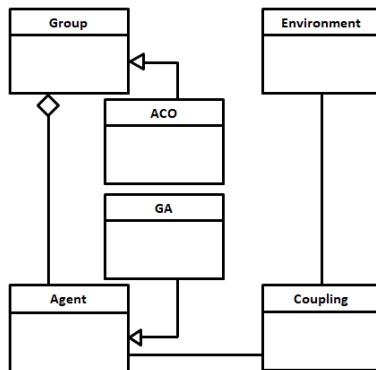 Group
Environment
ACO
GA
Agent
Coupling